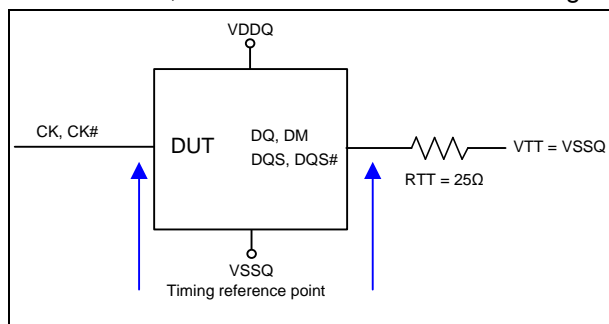 VDDQ
CK, CK#
DUT
DQ, DM
DQS, DQS#
VTT = VSSQ
RTT = 25Ω
VSSQ
Timing reference point